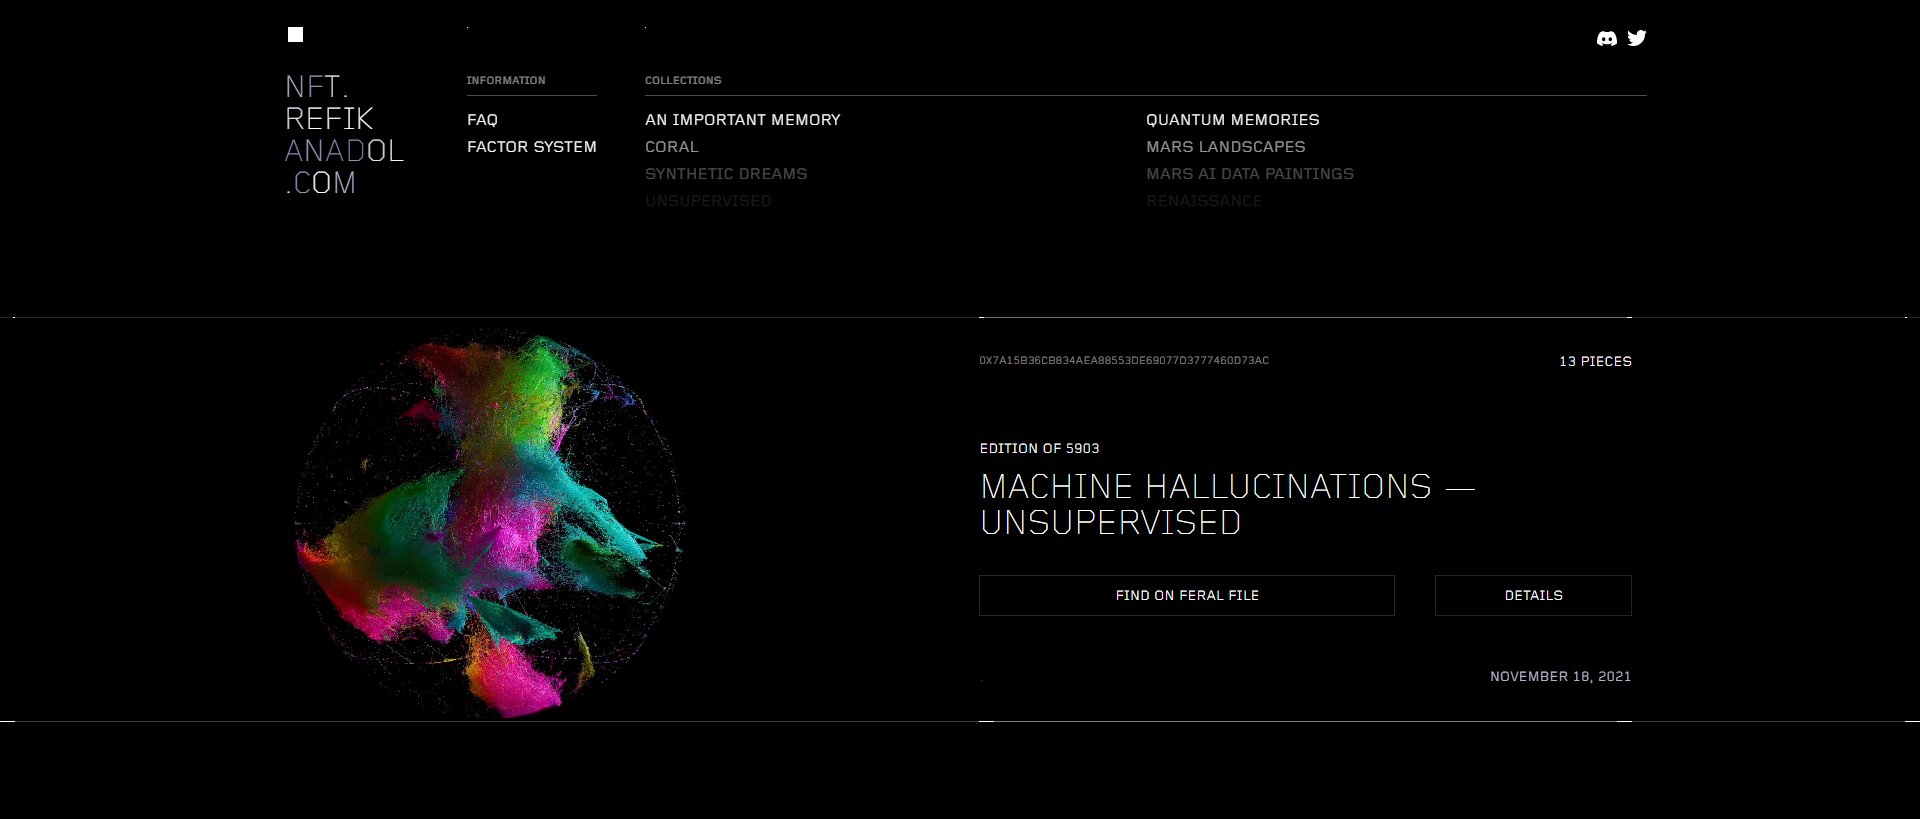 NFT.
REFIK
ANADOL
.COM
INFORMATION
FAQ
FACTOR SYSTEM
COLLECTIONS
AN IMPORTANT MEMORY
CORAL
SYNTHETIC DREAMS
UNSUPERVISED
QUANTUM MEMORIES
MARS LANDSCAPES
MARS AI DATA PAINTINGS
RENAISSANCE
0X7A15B36CB834AEA88553DE69077D3777460D73AC
13 PIECES
EDITION OF 5903
MACHINE HALLUCINATIONS —
UNSUPERVISED
FIND ON FERAL FILE
DETAILS
NOVEMBER 18, 2021